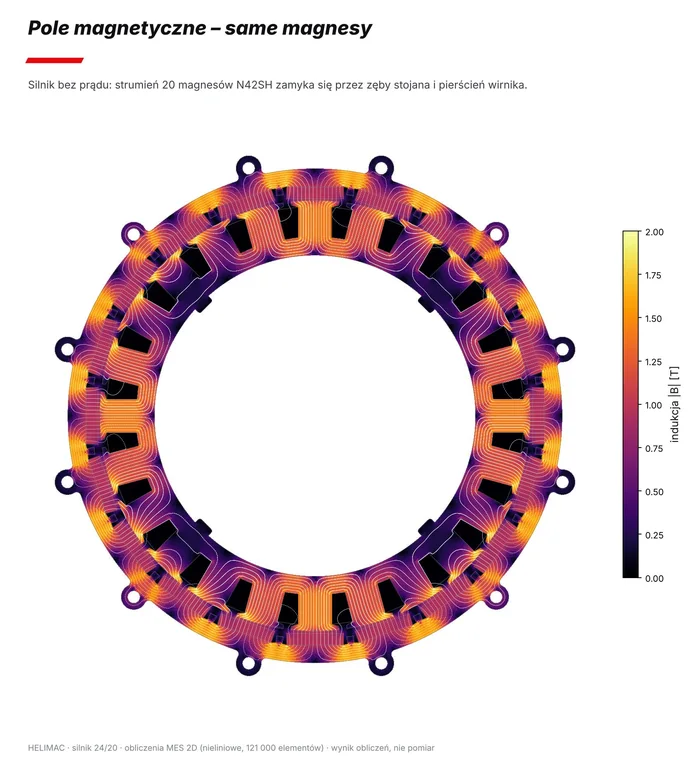 Pole magnetyczne – same magnesy
Silnik bez prądu: strumień 20 magnesów N42SH zamyka się przez zęby stojana i pierścień wirnika.
2.00
1.75
1.50
1.25
1.00
0.75
0.50
0.25
0.00
indukcja |B| [T]
HELIMAC · silnik 24/20 · obliczenia MES 2D (nieliniowe, 121 000 elementów) · wynik obliczeń, nie pomiar